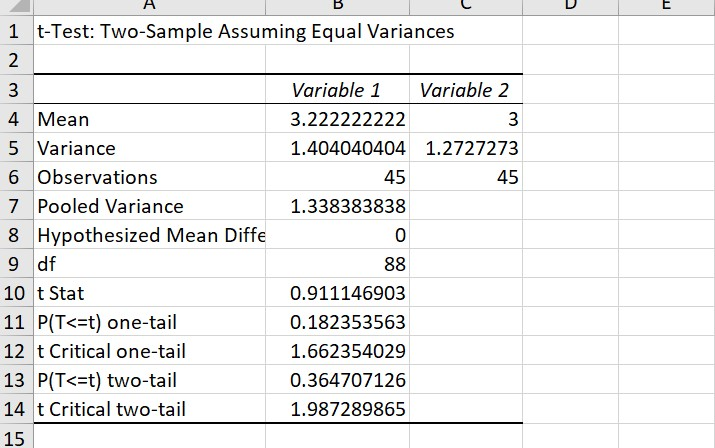 A B C D E
1 t-Test: Two-Sample Assuming Equal Variances
2
3 Variable 1 Variable 2
4 Mean 3.222222222 3
5 Variance 1.404040404 1.2727273
6 Observations 45 45
7 Pooled Variance 1.338383838
8 Hypothesized Mean Diffe 0
9 df 88
10 t Stat 0.911146903
11 P(T<=t) one-tail 0.182353563
12 t Critical one-tail 1.662354029
13 P(T<=t) two-tail 0.364707126
14 t Critical two-tail 1.987289865
15